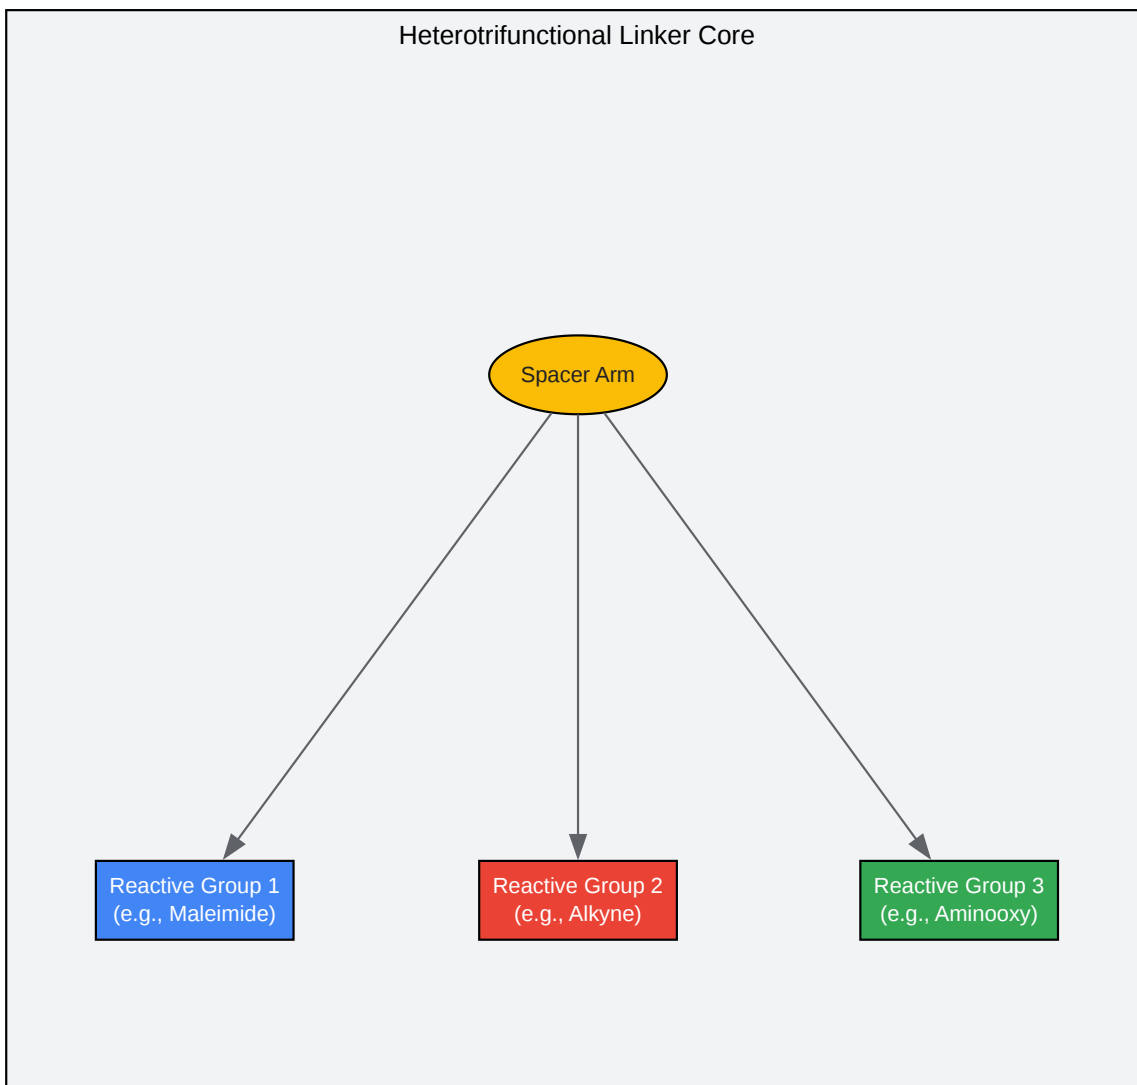 Heterotrifunctional Linker Core
Spacer Arm
Reactive Group 1
(e.g., Maleimide)
Reactive Group 2
(e.g., Alkyne)
Reactive Group 3
(e.g., Aminooxy)